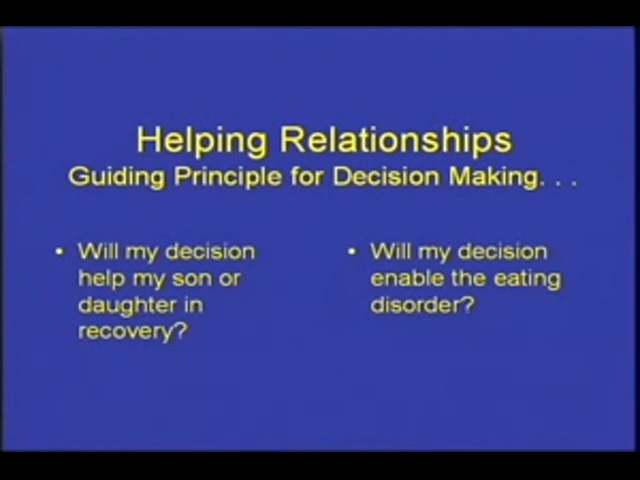 Helping Relationships
Guiding Principle for Decision Making. . .
• Will my decision
help my son or
daughter in
recovery?
• Will my decision
enable the eating
disorder?